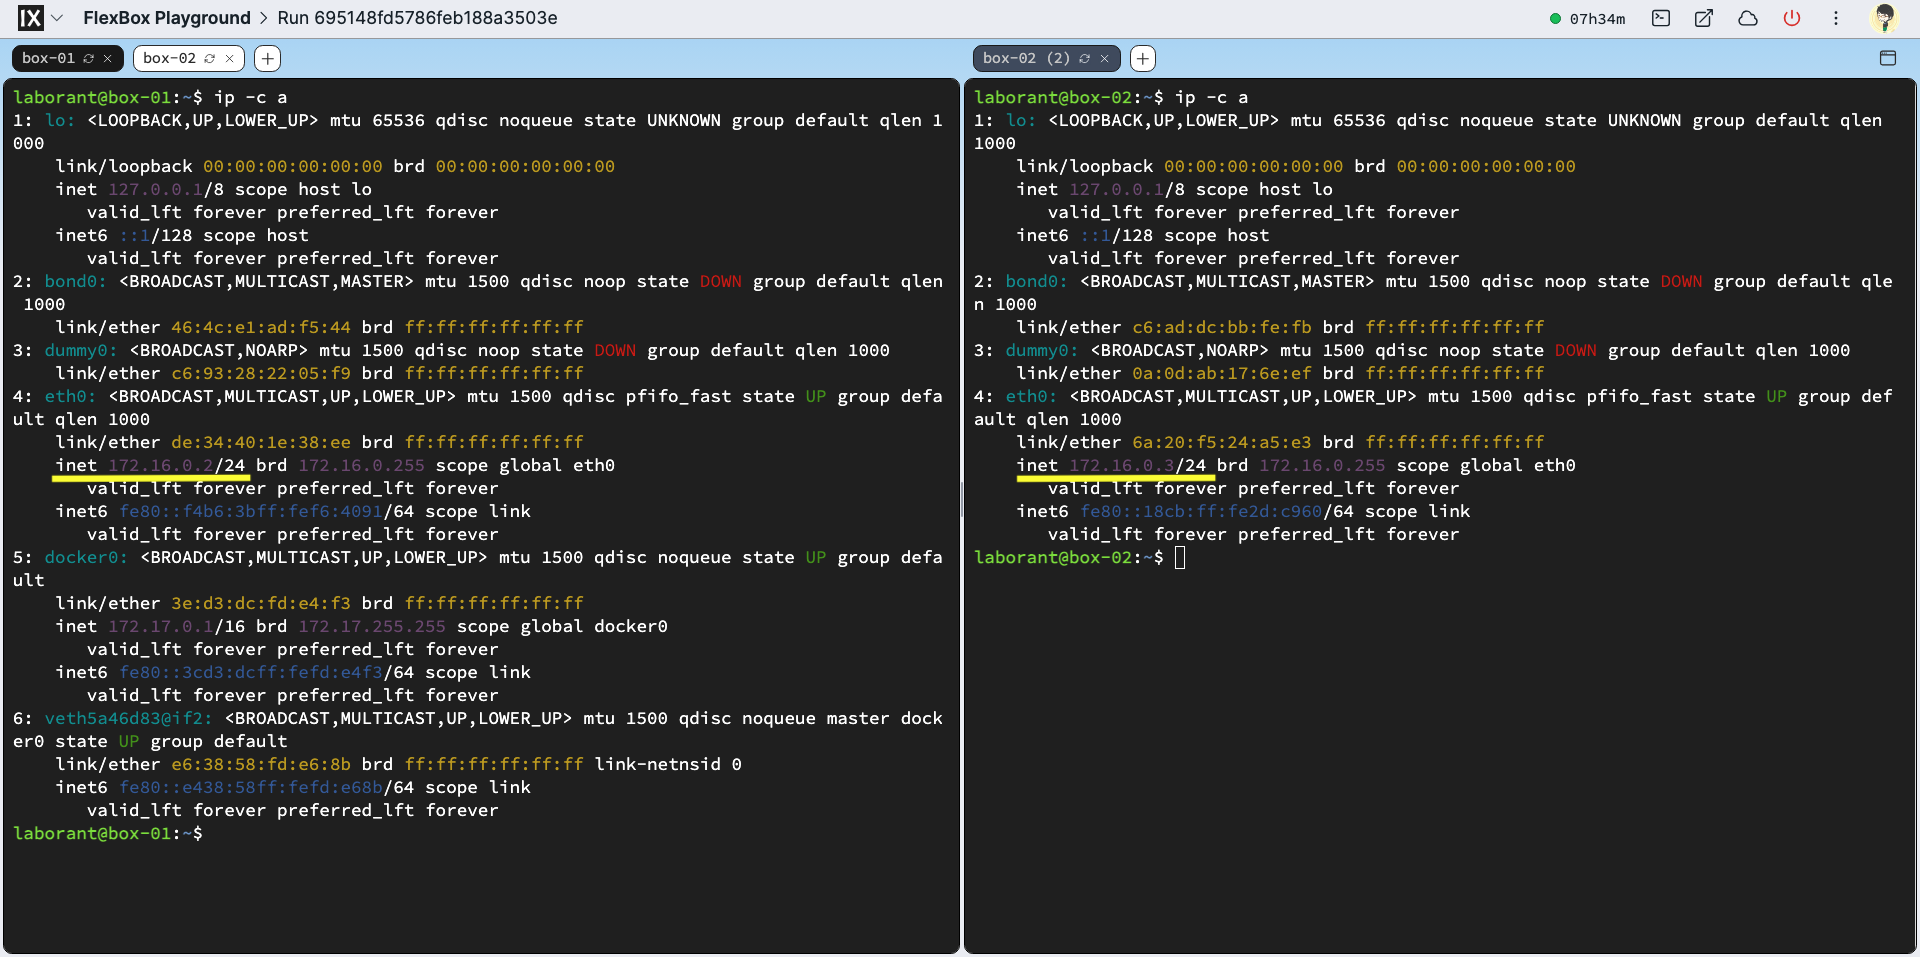 FlexBox Playground > Run 695148fd5786feb188a3503e
07h34m
box-01
box-02
box-02 (2)
laborant@box-01:~$ ip -c a
1: lo: <LOOPBACK,UP,LOWER_UP> mtu 65536 qdisc noqueue state UNKNOWN group default qlen 1
000
    link/loopback 00:00:00:00:00:00 brd 00:00:00:00:00:00
    inet 127.0.0.1/8 scope host lo
       valid_lft forever preferred_lft forever
    inet6 ::1/128 scope host
       valid_lft forever preferred_lft forever
2: bond0: <BROADCAST,MULTICAST,MASTER> mtu 1500 qdisc noop state DOWN group default qlen
 1000
    link/ether 46:4c:e1:ad:f5:44 brd ff:ff:ff:ff:ff:ff
3: dummy0: <BROADCAST,NOARP> mtu 1500 qdisc noop state DOWN group default qlen 1000
    link/ether c6:93:28:22:05:f9 brd ff:ff:ff:ff:ff:ff
4: eth0: <BROADCAST,MULTICAST,UP,LOWER_UP> mtu 1500 qdisc pfifo_fast state UP group defa
ult qlen 1000
    link/ether de:34:40:1e:38:ee brd ff:ff:ff:ff:ff:ff
    inet 172.16.0.2/24 brd 172.16.0.255 scope global eth0
       valid_lft forever preferred_lft forever
    inet6 fe80::f4b6:3bff:fef6:4091/64 scope link
       valid_lft forever preferred_lft forever
5: docker0: <BROADCAST,MULTICAST,UP,LOWER_UP> mtu 1500 qdisc noqueue state UP group defa
ult
    link/ether 3e:d3:dc:fd:e4:f3 brd ff:ff:ff:ff:ff:ff
    inet 172.17.0.1/16 brd 172.17.255.255 scope global docker0
       valid_lft forever preferred_lft forever
    inet6 fe80::3cd3:dcff:fefd:e4f3/64 scope link
       valid_lft forever preferred_lft forever
6: veth5a46d83@if2: <BROADCAST,MULTICAST,UP,LOWER_UP> mtu 1500 qdisc noqueue master dock
er0 state UP group default
    link/ether e6:38:58:fd:e6:8b brd ff:ff:ff:ff:ff:ff link-netnsid 0
    inet6 fe80::e438:58ff:fefd:e68b/64 scope link
       valid_lft forever preferred_lft forever
laborant@box-01:~$
laborant@box-02:~$ ip -c a
1: lo: <LOOPBACK,UP,LOWER_UP> mtu 65536 qdisc noqueue state UNKNOWN group default qlen
1000
    link/loopback 00:00:00:00:00:00 brd 00:00:00:00:00:00
    inet 127.0.0.1/8 scope host lo
       valid_lft forever preferred_lft forever
    inet6 ::1/128 scope host
       valid_lft forever preferred_lft forever
2: bond0: <BROADCAST,MULTICAST,MASTER> mtu 1500 qdisc noop state DOWN group default qle
n 1000
    link/ether c6:ad:dc:bb:fe:fb brd ff:ff:ff:ff:ff:ff
3: dummy0: <BROADCAST,NOARP> mtu 1500 qdisc noop state DOWN group default qlen 1000
    link/ether 0a:0d:ab:17:6e:ef brd ff:ff:ff:ff:ff:ff
4: eth0: <BROADCAST,MULTICAST,UP,LOWER_UP> mtu 1500 qdisc pfifo_fast state UP group def
ault qlen 1000
    link/ether 6a:20:f5:24:a5:e3 brd ff:ff:ff:ff:ff:ff
    inet 172.16.0.3/24 brd 172.16.0.255 scope global eth0
       valid_lft forever preferred_lft forever
    inet6 fe80::18cb:ff:fe2d:c960/64 scope link
       valid_lft forever preferred_lft forever
laborant@box-02:~$